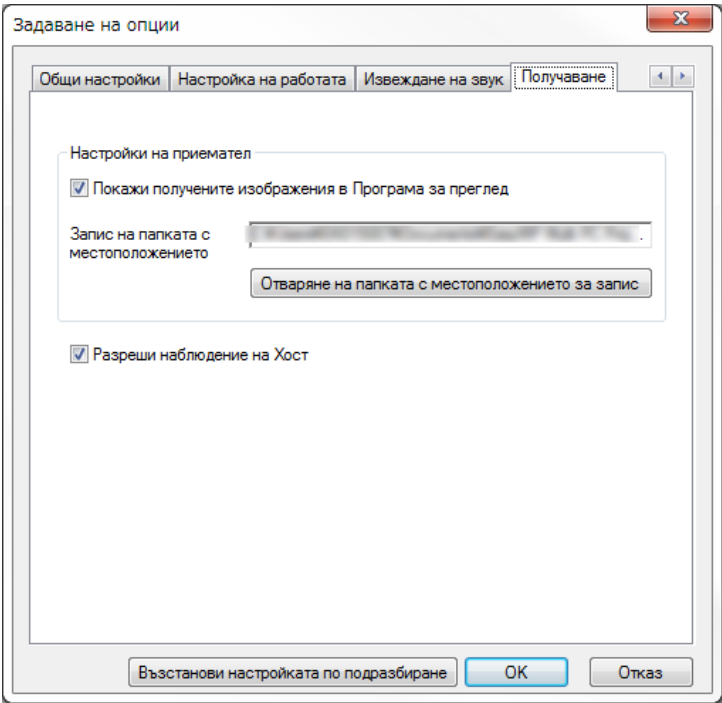 Задаване на опции
Общи настройки Настройка на работата Извеждане на звук Получаване
Настройки на приемател
Покажи получените изображения в Програма за преглед
Запис на папката с
местоположението
Отваряне на папката с местоположението за запис
Разреши наблюдение на Хост
Възстанови настройката по подразбиране OK Отказ